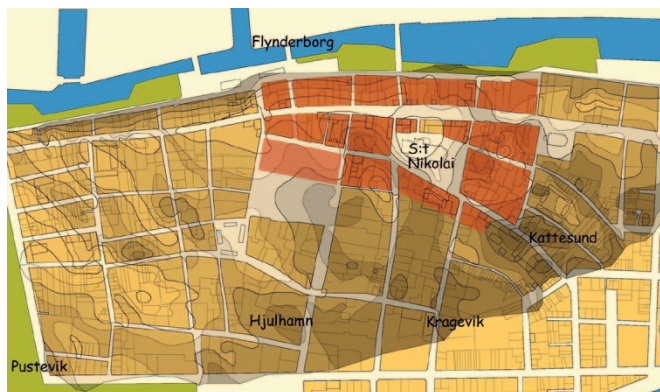 Flynderborg
S:t
Nikolai
Kattesund
Hjulhamn
Kragevik
Pustevik